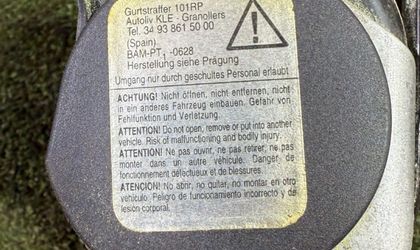 Gurtstraffer 101RP
Autoliv KLE - Granollers
Tel. 34 93 861 50 00
(Spain)
BAM-PT₁ -0628
Herstellung siehe Prägung
Umgang nur durch geschultes Personal erlaubt
ACHTUNG! Nicht öffnen, nicht entfernen, nicht
in ein anderes Fahrzeug einbauen. Gefahr von
Fehlfunktion und Verletzung.
ATTENTION! Do not open, remove or put into another
vehicle. Risk of malfunctioning and bodily injury.
ATTENTION! Ne pas ouvrir, ne pas retirer, ne pas
monter dans un autre véhicule. Danger de
fonctionnement défectueux et de blessures.
ATENCION! No abrir, no quitar, no montar en otro
vehículo. Peligro de funcionamiento incorrecto y de
lesión corporal.